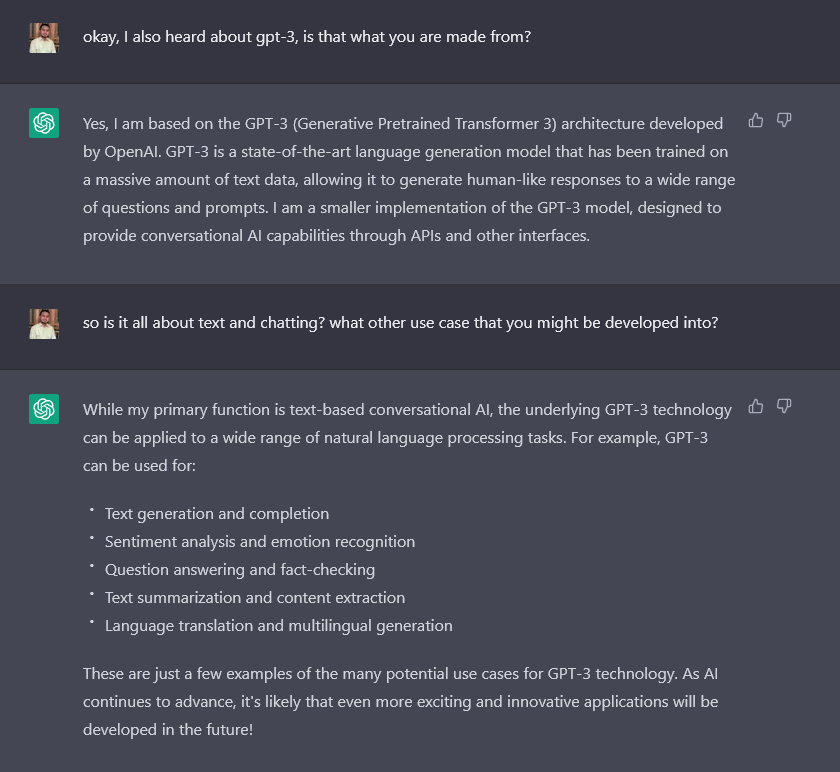 okay, I also heard about gpt-3, is that what you are made from?
Yes, I am based on the GPT-3 (Generative Pretrained Transformer 3) architecture developed
by OpenAI. GPT-3 is a state-of-the-art language generation model that has been trained on
a massive amount of text data, allowing it to generate human-like responses to a wide range
of questions and prompts. I am a smaller implementation of the GPT-3 model, designed to
provide conversational AI capabilities through APIs and other interfaces.
so is it all about text and chatting? what other use case that you might be developed into?
While my primary function is text-based conversational AI, the underlying GPT-3 technology
can be applied to a wide range of natural language processing tasks. For example, GPT-3
can be used for:
• Text generation and completion
• Sentiment analysis and emotion recognition
• Question answering and fact-checking
• Text summarization and content extraction
• Language translation and multilingual generation
These are just a few examples of the many potential use cases for GPT-3 technology. As AI
continues to advance, it's likely that even more exciting and innovative applications will be
developed in the future!